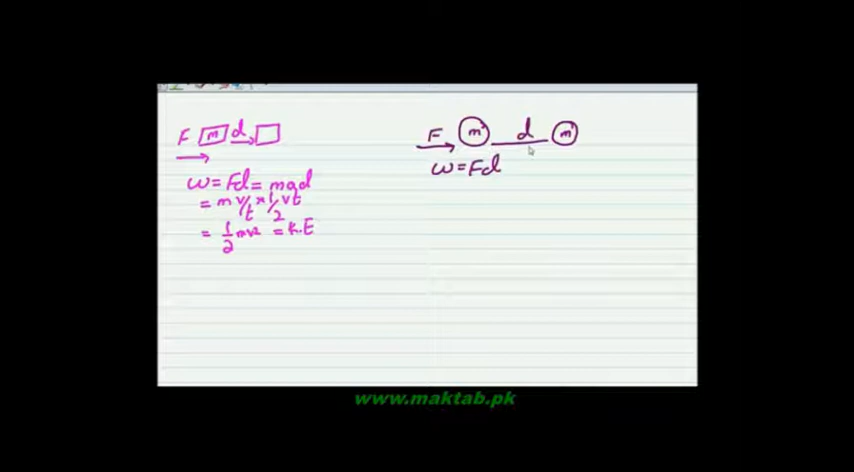 F m d
W = Fd = mad
= m v/t × 1/2 vt
= 1/2 mv2 = K.E
F m' d m'
W = Fd
www.maktab.pk